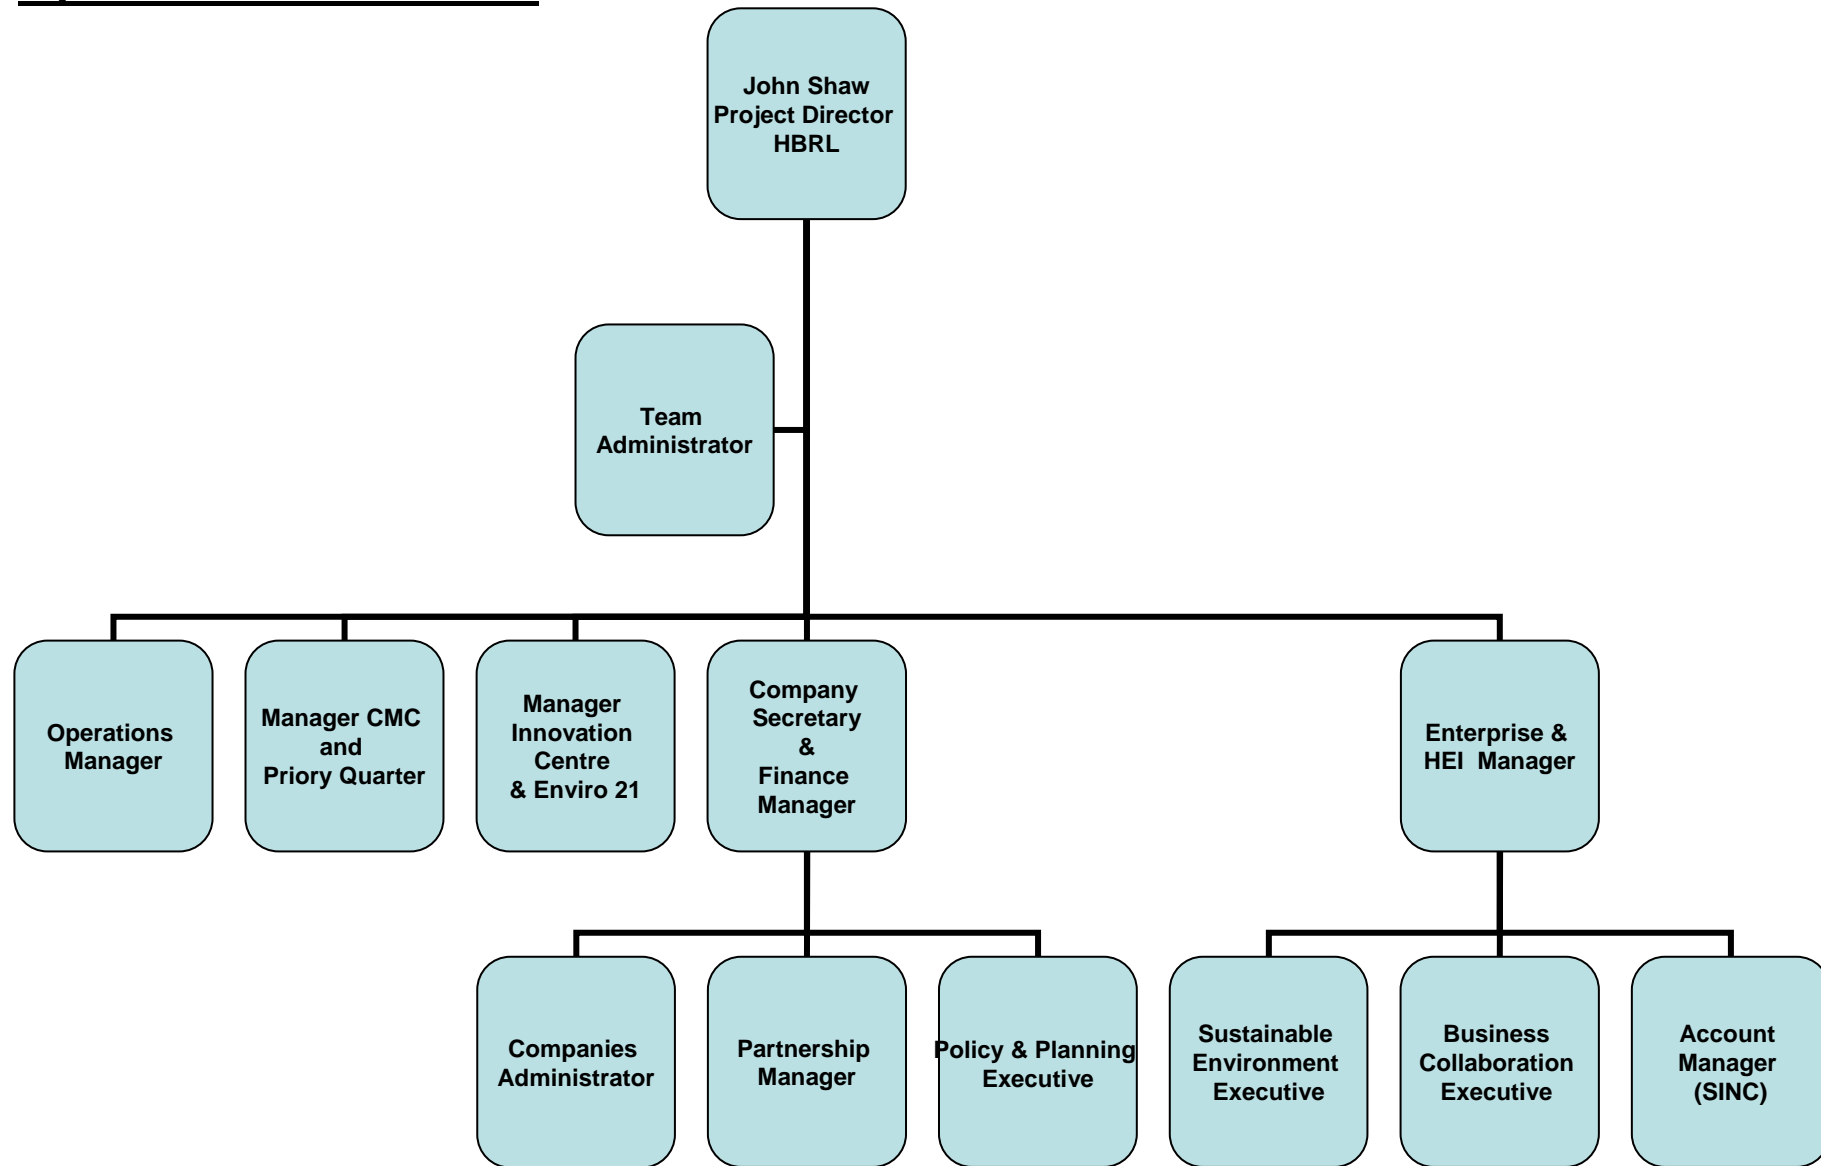 John Shaw
Project Director
HBRL
Team
Administrator
Operations
Manager
Manager CMC
and
Priory Quarter
Manager
Innovation
Centre
& Enviro 21
Company
Secretary
&
Finance
Manager
Enterprise &
HEI Manager
Companies
Administrator
Partnership
Manager
Policy & Planning
Executive
Sustainable
Environment
Executive
Business
Collaboration
Executive
Account
Manager
(SINC)